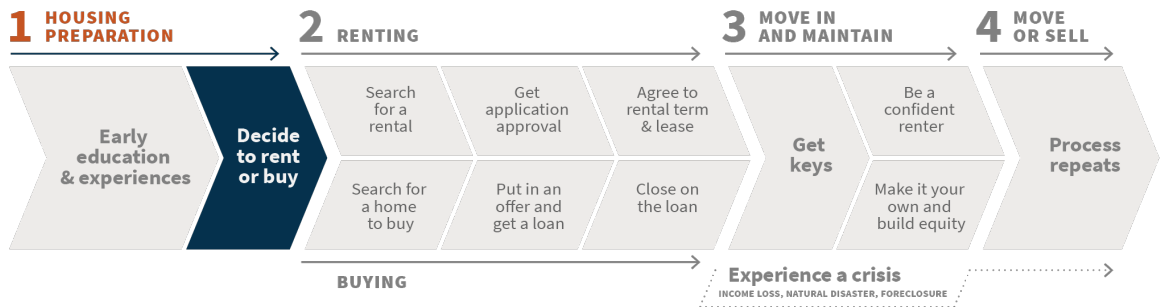 1 HOUSING
PREPARATION
2 RENTING
3 MOVE IN
AND MAINTAIN
4 MOVE
OR SELL
Early
education
& experiences
Decide
to rent
or buy
Search
for a
rental
Get
application
approval
Agree to
rental term
& lease
Search for
a home
to buy
Put in an
offer and
get a loan
Close on
the loan
Get
keys
Be a
confident
renter
Make it your
own and
build equity
Process
repeats
BUYING
Experience a crisis
INCOME LOSS, NATURAL DISASTER, FORECLOSURE